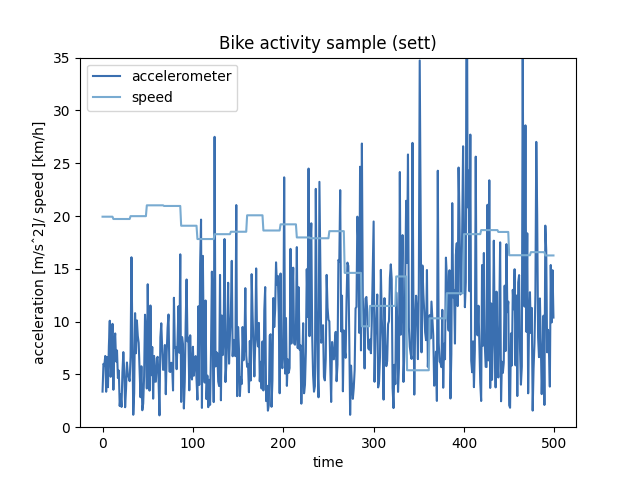 Bike activity sample (sett)
accelerometer
speed
acceleration [m/s^2]/ speed [km/h]
35
30
25
20
15
10
5
0
0 100 200 300 400 500
time